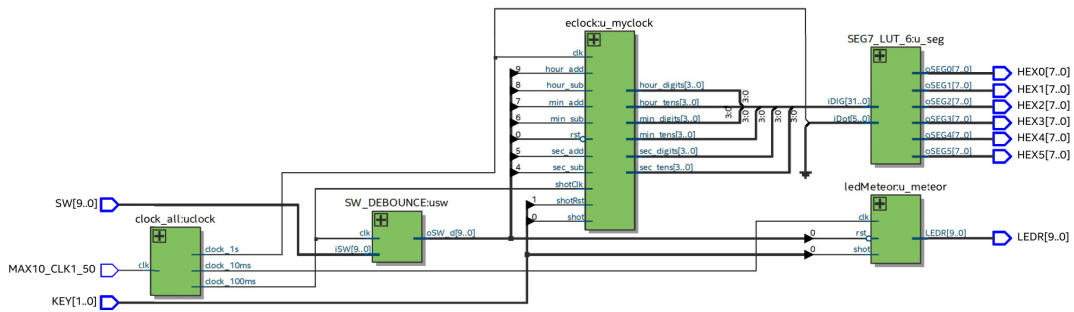 eclock:u_myclock
SEG7_LUT_6:u_seg
clk
hour_add
hour_sub
min_add
min_sub
rst
sec_add
sec_sub
shotClk
shotRst
shot
9
8
7
6
0
5
4
1
0
hour_digits[3..0]
hour_tens[3..0]
min_digits[3..0]
min_tens[3..0]
sec_digits[3..0]
sec_tens[3..0]
3:0
3:0
3:0
3:0
3:0
3:0
iDIG[31..0]
iDot[5..0]
oSEG0[7..0]
oSEG1[7..0]
oSEG2[7..0]
oSEG3[7..0]
oSEG4[7..0]
oSEG5[7..0]
HEX0[7..0]
HEX1[7..0]
HEX2[7..0]
HEX3[7..0]
HEX4[7..0]
HEX5[7..0]
SW[9..0]
clock_all:uclock
clk
clock_1s
clock_10ms
clock_100ms
MAX10_CLK1_50
KEY[1..0]
SW_DEBOUNCE:usw
clk
iSW[9..0]
oSW_d[9..0]
ledMeteor:u_meteor
clk
0
rst
0
shot
LEDR[9..0]
LEDR[9..0]